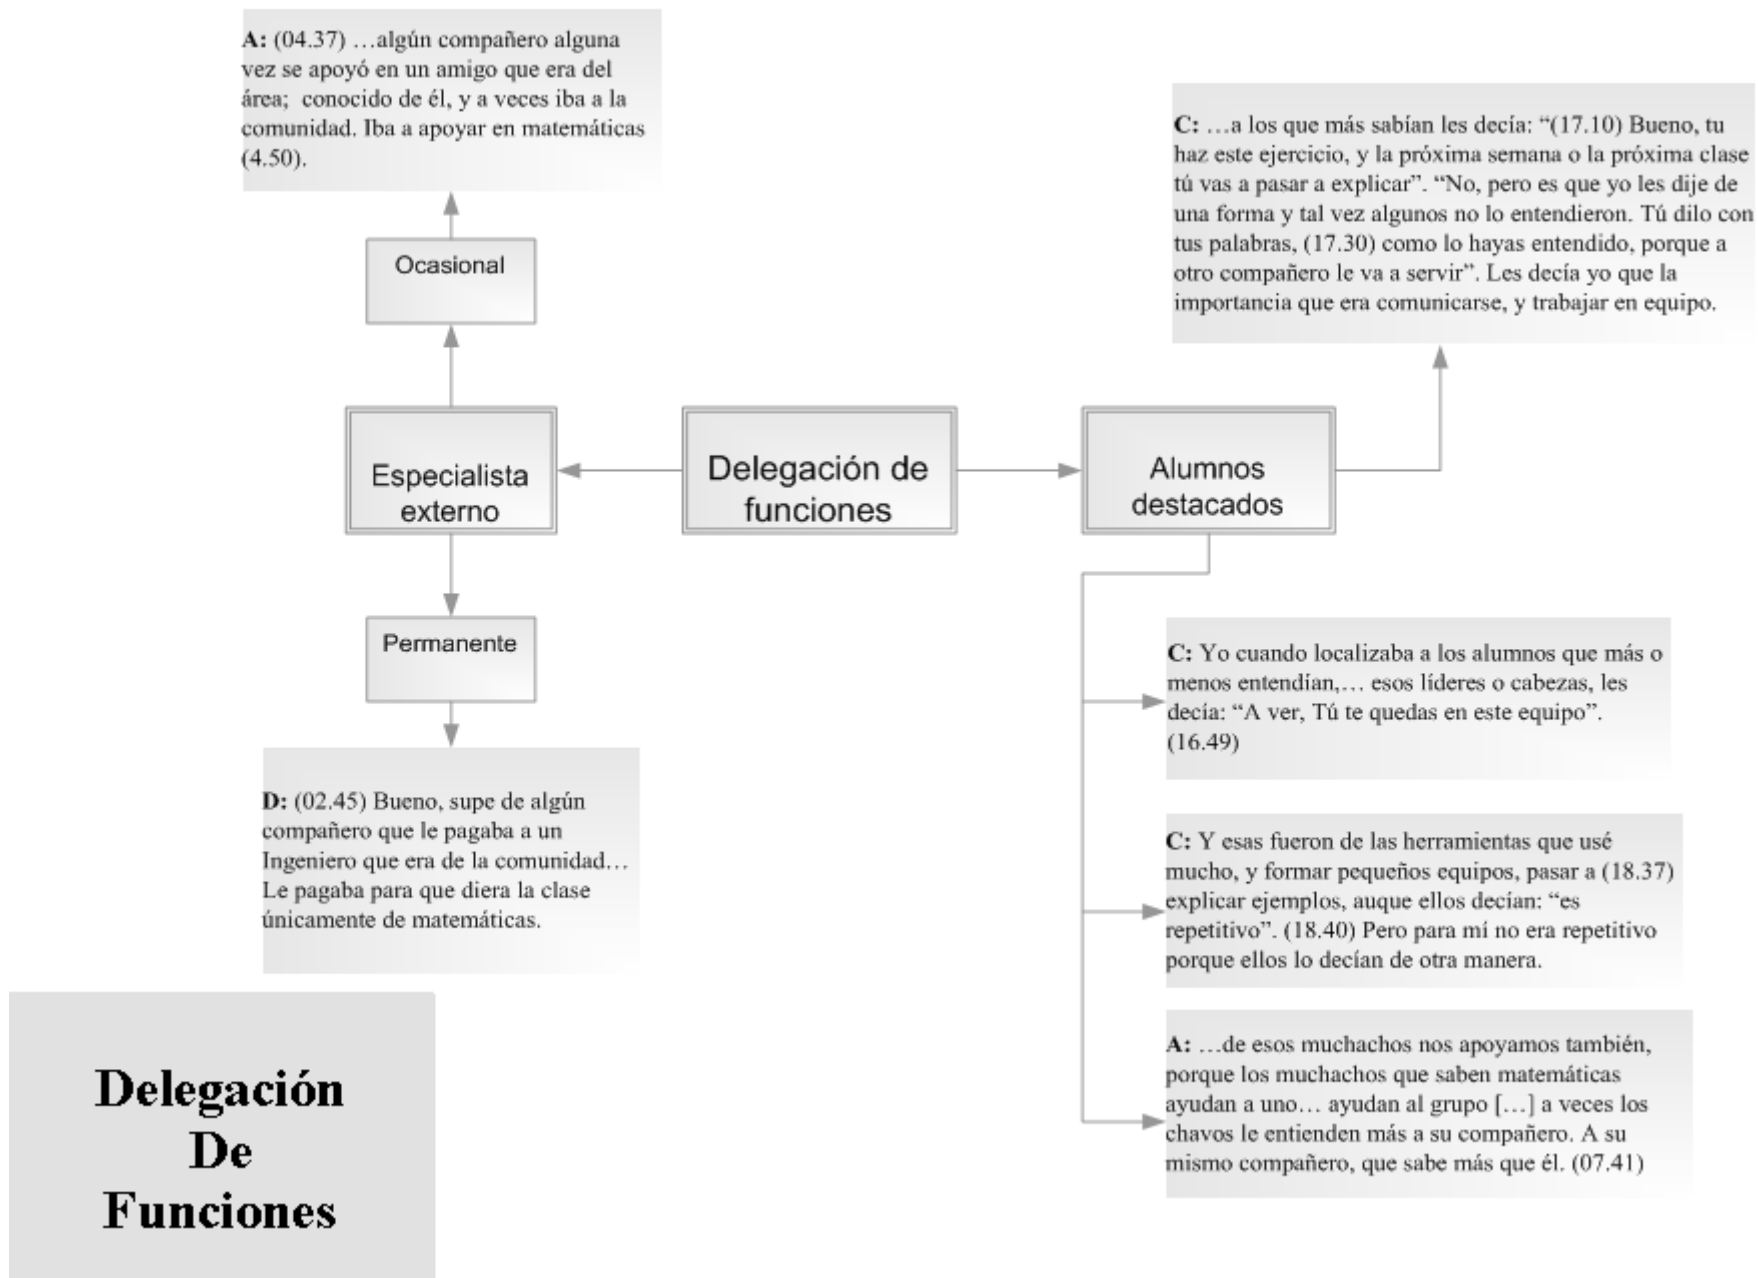 A: (04.37) …algún compañero alguna
vez se apoyó en un amigo que era del
área;  conocido de él, y a veces iba a la
comunidad. Iba a apoyar en matemáticas
(4.50).
Ocasional
Especialista
externo
Permanente
D: (02.45) Bueno, supe de algún
compañero que le pagaba a un
Ingeniero que era de la comunidad…
Le pagaba para que diera la clase
únicamente de matemáticas.
Delegación de
funciones
Alumnos
destacados
C: …a los que más sabían les decía: “(17.10) Bueno, tu
haz este ejercicio, y la próxima semana o la próxima clase
tú vas a pasar a explicar”. “No, pero es que yo les dije de
una forma y tal vez algunos no lo entendieron. Tú dilo con
tus palabras, (17.30) como lo hayas entendido, porque a
otro compañero le va a servir”. Les decía yo que la
importancia que era comunicarse, y trabajar en equipo.
C: Yo cuando localizaba a los alumnos que más o
menos entendían,… esos líderes o cabezas, les
decía: “A ver, Tú te quedas en este equipo”.
(16.49)
C: Y esas fueron de las herramientas que usé
mucho, y formar pequeños equipos, pasar a (18.37)
explicar ejemplos, auque ellos decían: “es
repetitivo”. (18.40) Pero para mí no era repetitivo
porque ellos lo decían de otra manera.
A: …de esos muchachos nos apoyamos también,
porque los muchachos que saben matemáticas
ayudan a uno… ayudan al grupo […] a veces los
chavos le entienden más a su compañero. A su
mismo compañero, que sabe más que él. (07.41)
Delegación
De
Funciones